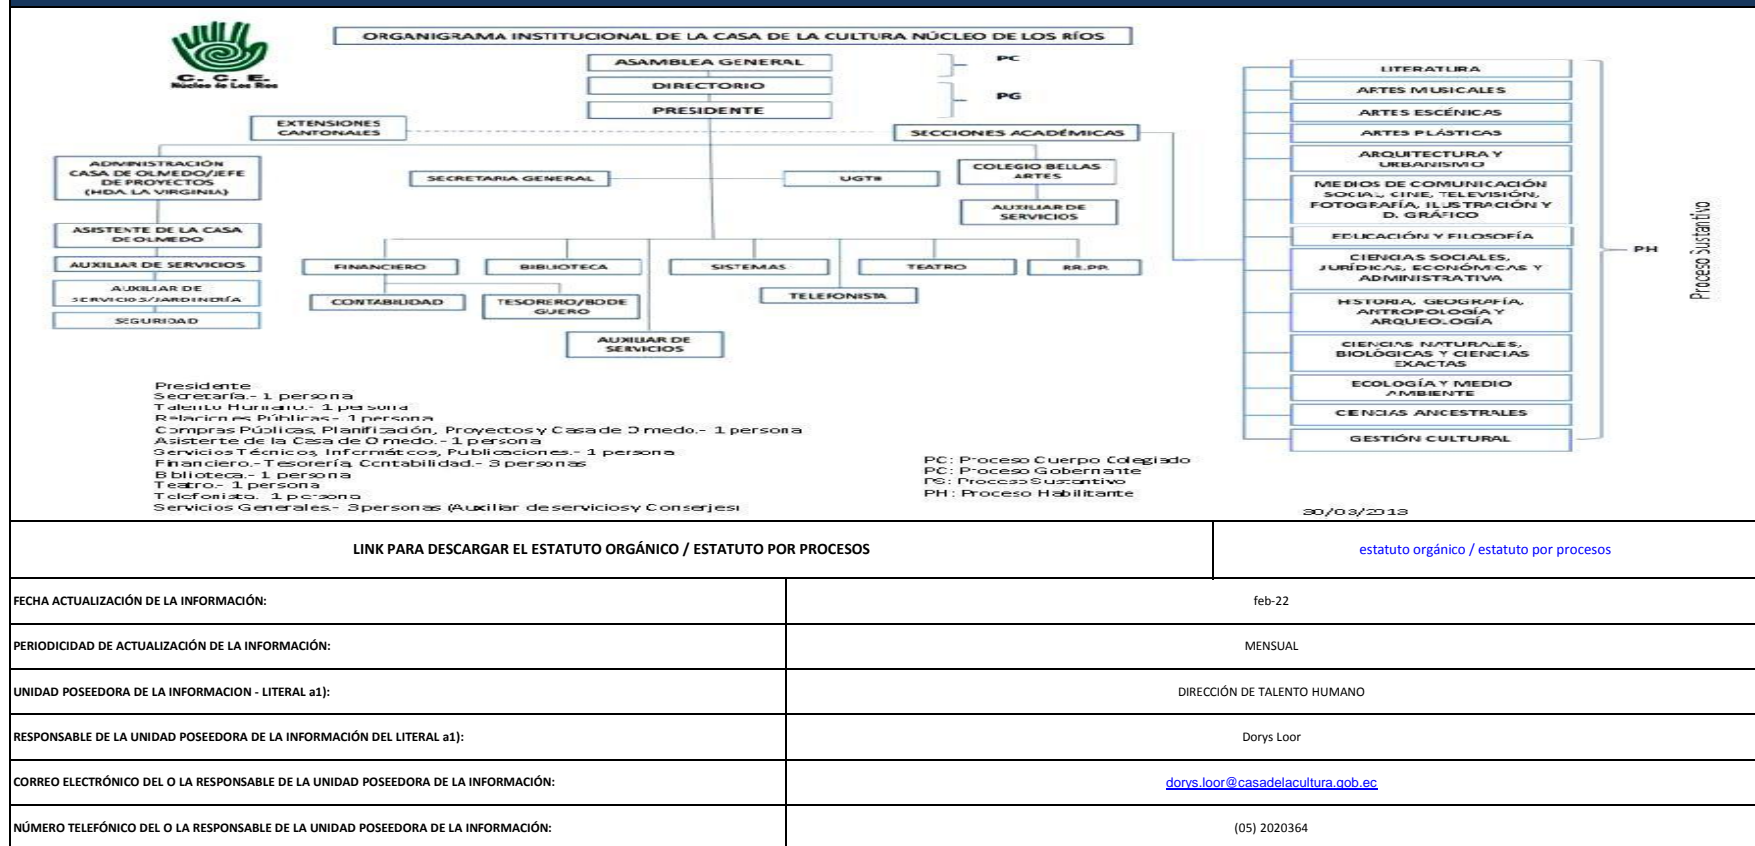 C. C. E.
Núcleo de Los Ríos
ORGANIGRAMA INSTITUCIONAL DE LA CASA DE LA CULTURA NÚCLEO DE LOS RÍOS
ASAMBLEA GENERAL
PC
DIRECTORIO
PG
PRESIDENTE
EXTENSIONES
CANTONALES
SECCIONES ACADÉMICAS
ADMINISTRACIÓN
CASA DE OLMEDO/JEFE
DE PROYECTOS
(HDA. LA VIRGINIA)
SECRETARIA GENERAL
UGTH
COLEGIO BELLAS
ARTES
AUXILIAR DE
SERVICIOS
ASISTENTE DE LA CASA
DE OLMEDO
AUXILIAR DE SERVICIOS
AUXILIAR DE
SERVICIOS/JARDINERÍA
SEGURIDAD
FINANCIERO
BIBLIOTECA
SISTEMAS
TEATRO
RR.PP.
CONTABILIDAD
TESORERO/BODE
GUERO
TELEFONISTA
AUXILIAR DE
SERVICIOS
LITERATURA
ARTES MUSICALES
ARTES ESCÉNICAS
ARTES PLÁSTICAS
ARQUITECTURA Y
URBANISMO
MEDIOS DE COMUNICACIÓN
SOCIAL, CINE, TELEVISIÓN,
FOTOGRAFÍA, ILUSTRACIÓN Y
D. GRÁFICO
EDUCACIÓN Y FILOSOFÍA
CIENCIAS SOCIALES,
JURÍDICAS, ECONÓMICAS Y
ADMINISTRATIVA
HISTORIA, GEOGRAFÍA,
ANTROPOLOGÍA Y
ARQUEOLOGÍA
CIENCIAS NATURALES,
BIOLÓGICAS Y CIENCIAS
EXACTAS
ECOLOGÍA Y MEDIO
AMBIENTE
CIENCIAS ANCESTRALES
GESTIÓN CULTURAL
PH
Proceso Sustantivo
Presidente
Secretaría.- 1 persona
Talento Humano.- 1 persona
Relaciones Públicas.- 1 persona
Compras Públicas, Planificación, Proyectos y Casa de Olmedo.- 1 persona
Asistente de la Casa de Olmedo.- 1 persona
Servicios Técnicos, Informáticos, Publicaciones.- 1 persona
Financiero.- Tesorería, Contabilidad.- 3 personas
Biblioteca.- 1 persona
Teatro.- 1 persona
Telefonista.- 1 persona
Servicios Generales.- 3 personas (Auxiliar de servicios y Conserjes)
PC: Proceso Cuerpo Colegiado
PC: Proceso Gobernante
PS: Proceso Sustantivo
PH: Proceso Habilitante
30/03/2013
LINK PARA DESCARGAR EL ESTATUTO ORGÁNICO / ESTATUTO POR PROCESOS
estatuto orgánico / estatuto por procesos
FECHA ACTUALIZACIÓN DE LA INFORMACIÓN:
feb-22
PERIODICIDAD DE ACTUALIZACIÓN DE LA INFORMACIÓN:
MENSUAL
UNIDAD POSEEDORA DE LA INFORMACION - LITERAL a1):
DIRECCIÓN DE TALENTO HUMANO
RESPONSABLE DE LA UNIDAD POSEEDORA DE LA INFORMACIÓN DEL LITERAL a1):
Dorys Loor
CORREO ELECTRÓNICO DEL O LA RESPONSABLE DE LA UNIDAD POSEEDORA DE LA INFORMACIÓN:
dorys.loor@casadelacultura.gob.ec
NÚMERO TELEFÓNICO DEL O LA RESPONSABLE DE LA UNIDAD POSEEDORA DE LA INFORMACIÓN:
(05) 2020364